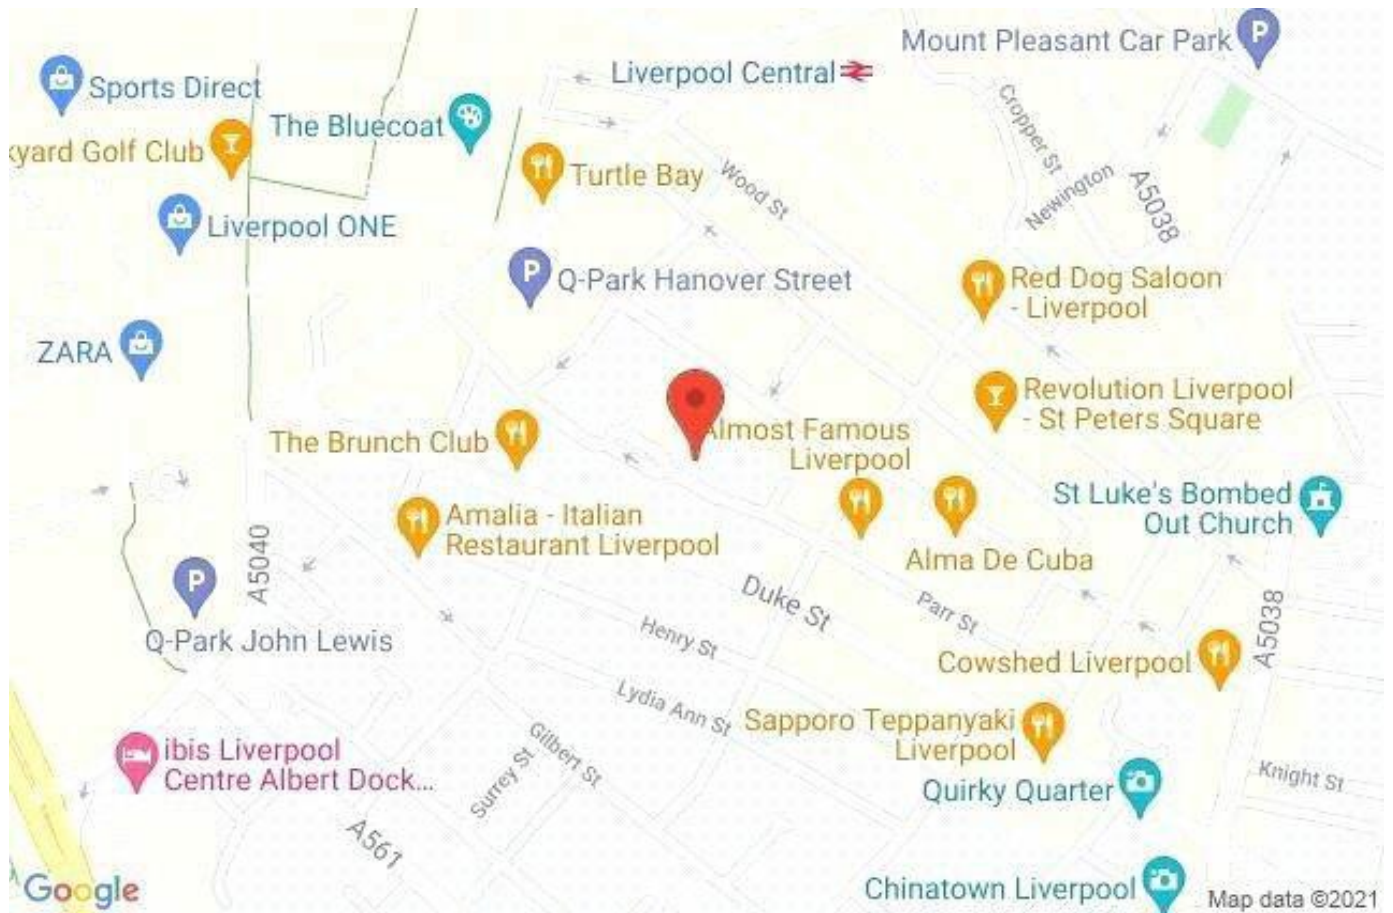 Mount Pleasant Car Park
P
Liverpool Central
Sports Direct
The Bluecoat
kyard Golf Club
Cropper St
Turtle Bay
Wood St
Newington
A5038
Liverpool ONE
P
Q-Park Hanover Street
Red Dog Saloon
- Liverpool
ZARA
Revolution Liverpool
- St Peters Square
Almost Famous
Liverpool
The Brunch Club
St Luke's Bombed
Out Church
Amalia - Italian
Restaurant Liverpool
A5040
Alma De Cuba
P
Duke St
Parr St
A5038
Q-Park John Lewis
Henry St
Cowshed Liverpool
Lydia Ann St
Sapporo Teppanyaki
Liverpool
ibis Liverpool
Centre Albert Dock...
Gilbert St
Surrey St
Quirky Quarter
Knight St
A561
Google
Chinatown Liverpool
Map data ©2021